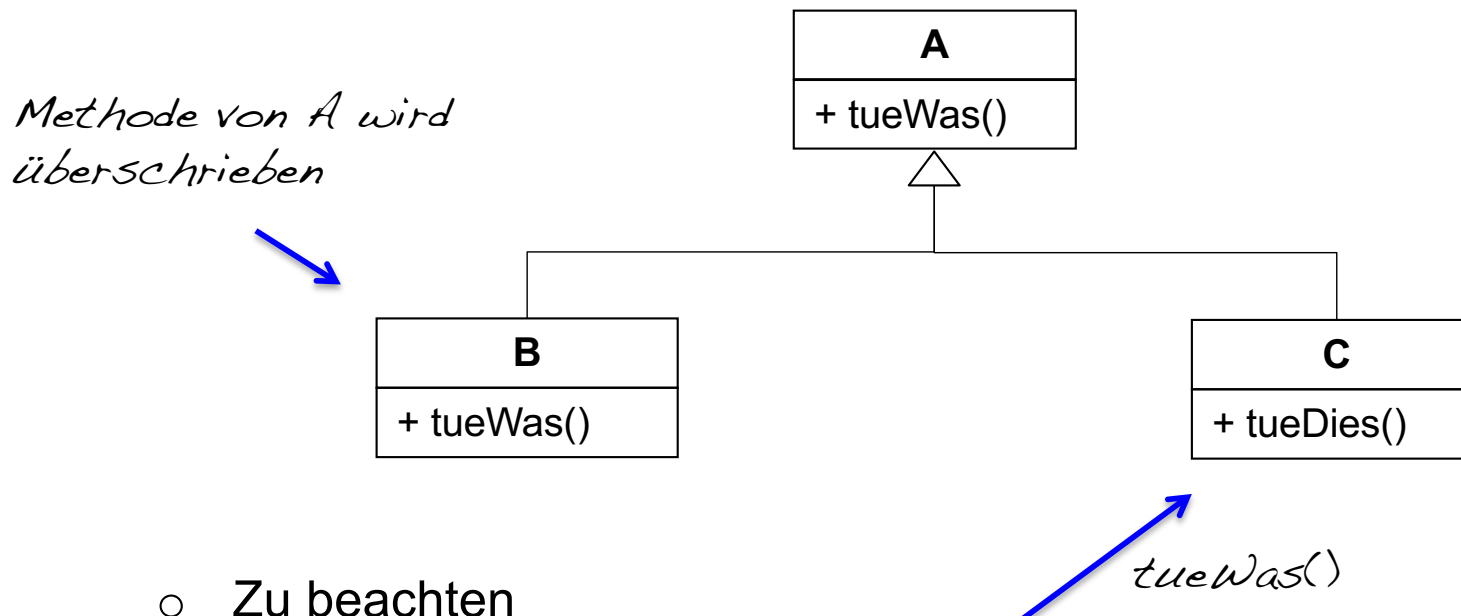 A
+ tueWas()
Methode von A wird
überschrieben
B
+ tueWas()
C
+ tueDies()
tueWas()
o Zu beachten